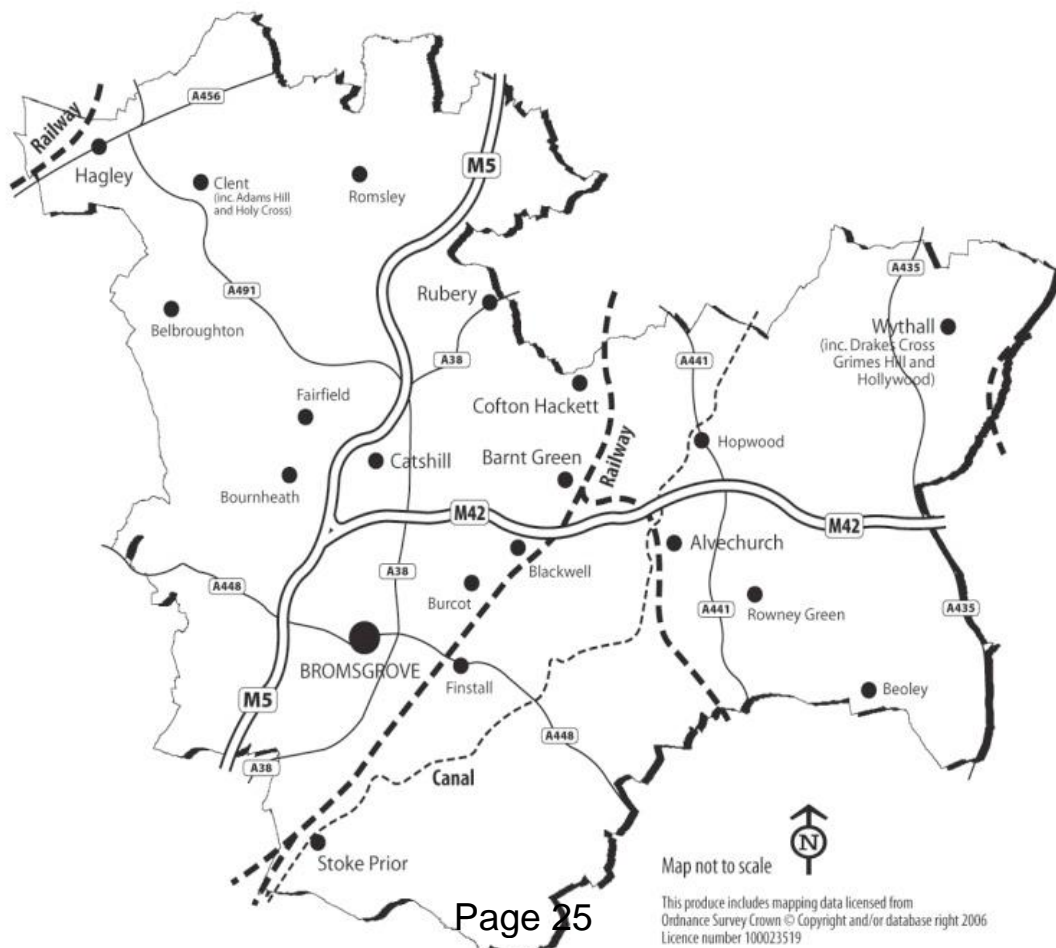 A456
Railway
Hagley
M5
Clent
(inc. Adams Hill
and Holy Cross)
Romsley
A435
A491
Rubery
Belbroughton
Wythall
(inc. Drakes Cross
Grimes Hill and
Hollywood)
A38
A441
Cofton Hackett
Fairfield
Railway
Hopwood
Catshill
Barnt Green
Bournheath
M42
M42
Alvechurch
Blackwell
A38
A448
Burcot
A441
Rowney Green
A435
BROMSGROVE
Finstall
M5
Beoley
A448
A38
Canal
Stoke Prior
N
Map not to scale
This produce includes mapping data licensed from
Ordnance Survey Crown © Copyright and/or database right 2006
Licence number 100023519
Page 25